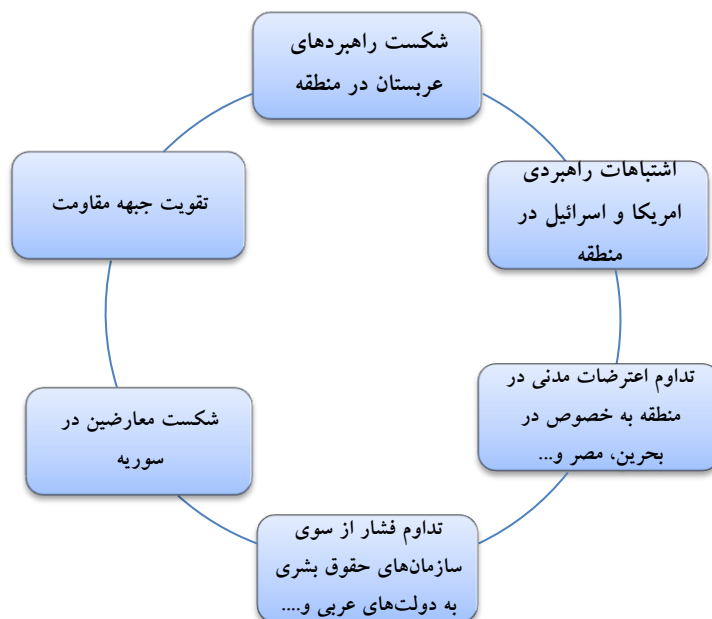 شکست راهبردهای
عربستان در منطقه
اشتباهات راهبردی
امریکا و اسرائیل در
منطقه
تداوم اعترضات مدنی در
منطقه به خصوص در
بحرین، مصر و...
تداوم فشار از سوی
سازمان‌های حقوق بشری
به دولت‌های عربی و....
شکست معارضین در
سوریه
تقویت جبهه مقاومت